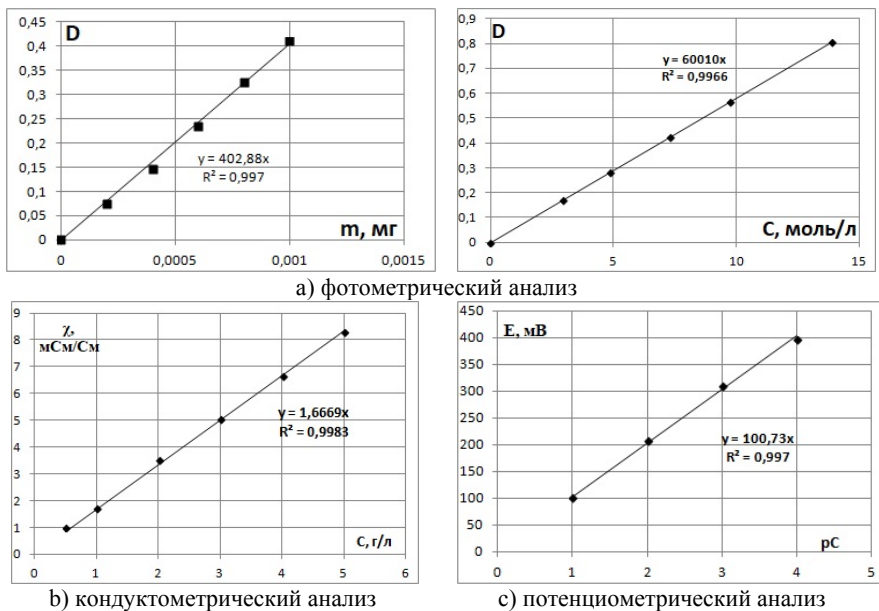 0,45
D
0,4
0,35
0,3
0,25
0,2
0,15
0,1
0,05
0
y = 402,88x
R² = 0,997
m, мг
0 0,0005 0,001 0,0015
0,9
D
0,8
0,7
0,6
0,5
0,4
0,3
0,2
0,1
0
y = 60010x
R² = 0,9966
С, моль/л
0 5 10 15
а) фотометрический анализ
9
8
7
6
5
4
3
2
1
0
χ,
мСм/См
y = 1,6669x
R² = 0,9983
С, г/л
0 1 2 3 4 5 6
450
400
350
300
250
200
150
100
50
0
Е, мВ
y = 100,73x
R² = 0,997
рС
0 1 2 3 4 5
b) кондуктометрический анализ
c) потенциометрический анализ